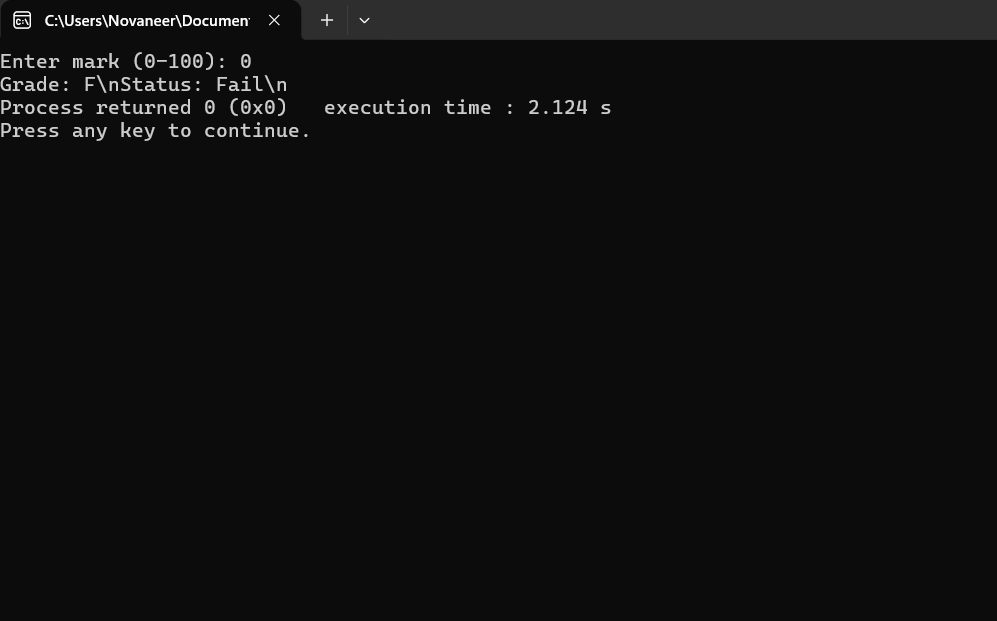 C:\Users\Novaneer\Documen
Enter mark (0-100): 0
Grade: F\nStatus: Fail\n
Process returned 0 (0x0)   execution time : 2.124 s
Press any key to continue.